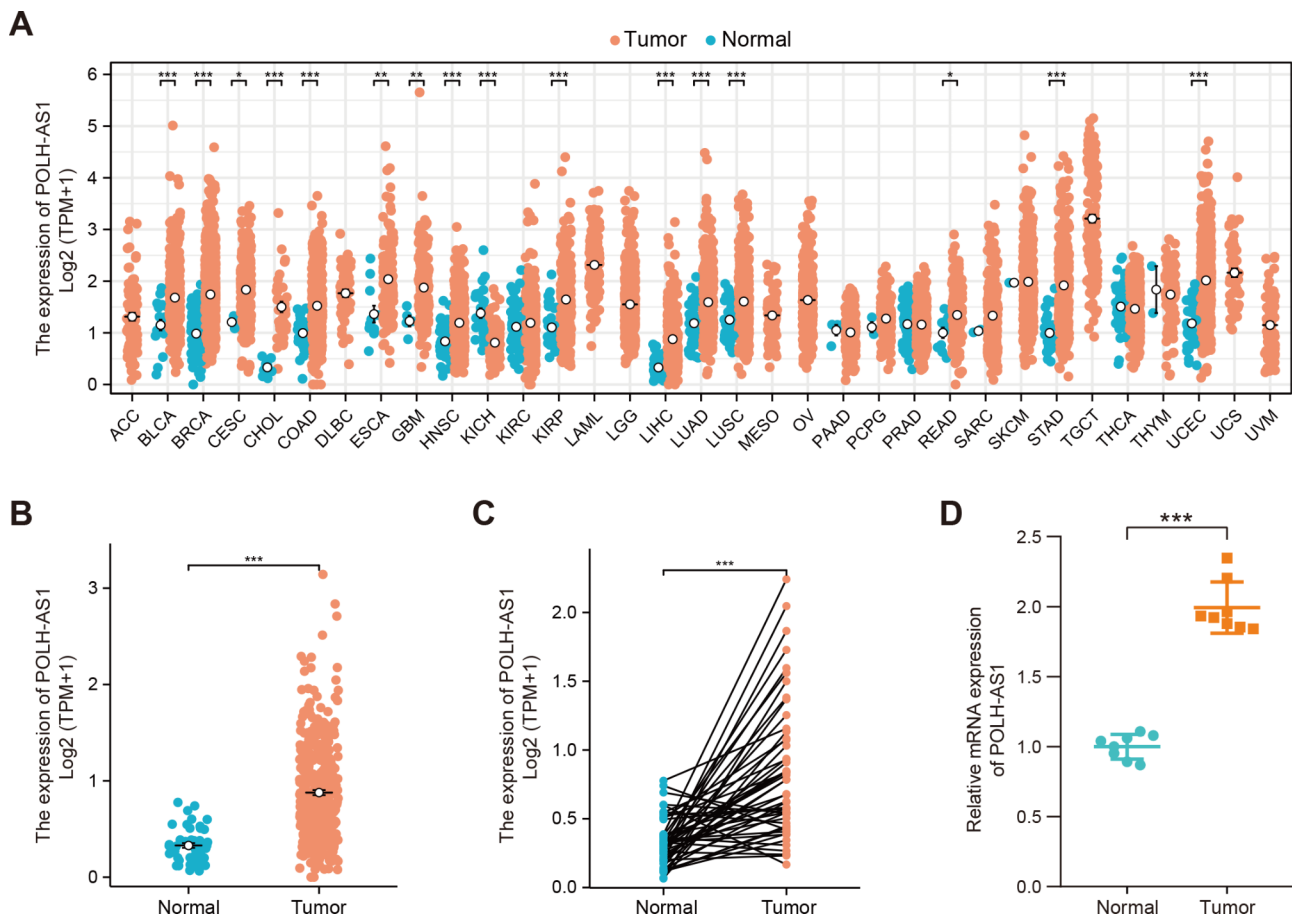 A
Tumor Normal
*** *** * *** *** ** ** *** *** *** *** *** *** * *** ***
The expression of POLH-AS1
Log2 (TPM+1)
6
5
4
3
2
1
0
ACC BLCA BRCA CESC CHOL COAD DLBC ESCA GBM HNSC KICH KIRC KIRP LAML LGG LIHC LUAD LUSC MESO OV PAAD PCPG PRAD READ SARC SKCM STAD TGCT THCA THYM UCEC UCS UVM
B
The expression of POLH-AS1
Log2 (TPM+1)
***
3
2
1
0
Normal Tumor
C
The expression of POLH-AS1
Log2 (TPM+1)
***
2.0
1.5
1.0
0.5
0.0
Normal Tumor
D
Relative mRNA expression
of POLH-AS1
***
2.5
2.0
1.5
1.0
0.5
0.0
Normal Tumor